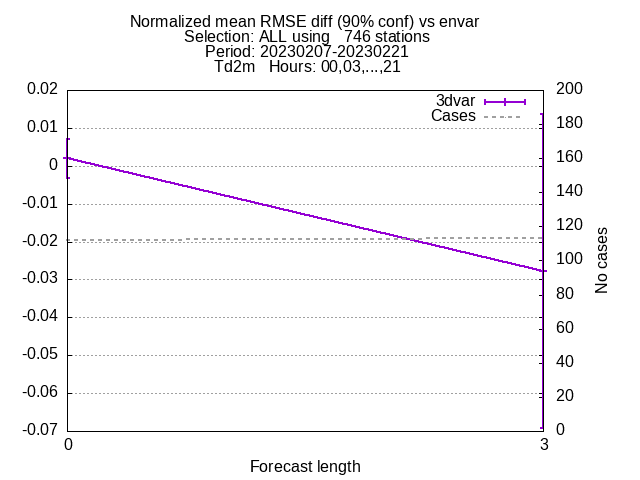 Normalized mean RMSE diff (90% conf) vs envar
Selection: ALL using   746 stations
Period: 20230207-20230221
Td2m   Hours: 00,03,...,21
3dvar
Cases
0.02
0.01
0
-0.01
-0.02
-0.03
-0.04
-0.05
-0.06
-0.07
200
180
160
140
120
100
80
60
40
20
0
No cases
0
3
Forecast length